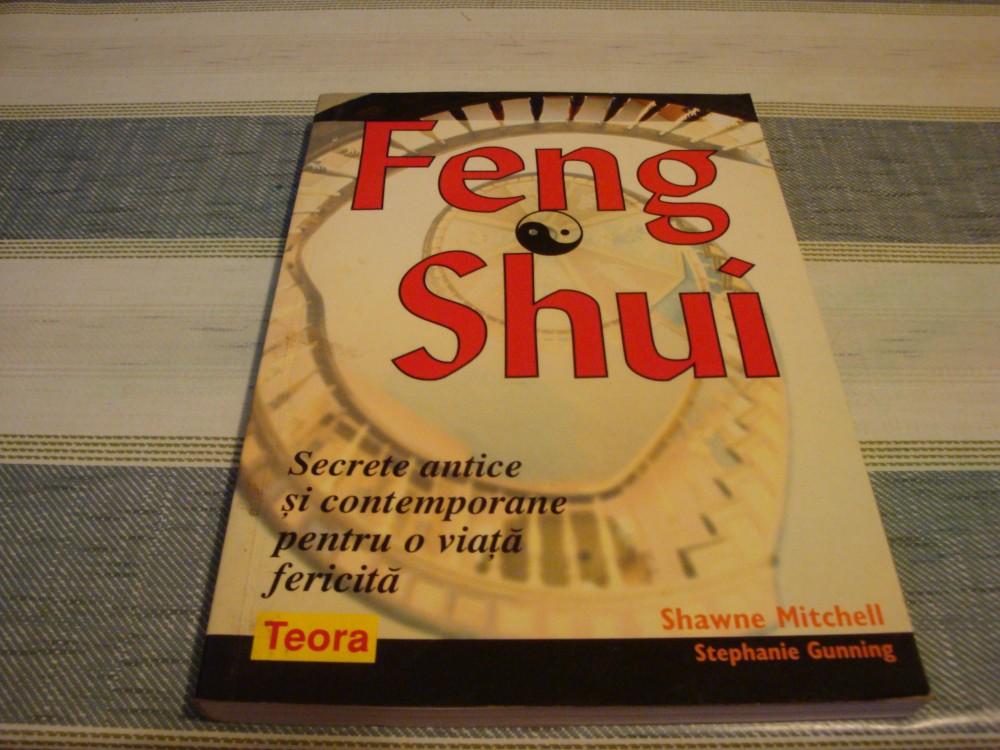 Feng
Shui
Secrete antice
și contemporane
pentru o viață
fericită
Teora
Shawne Mitchell
Stephanie Gunning